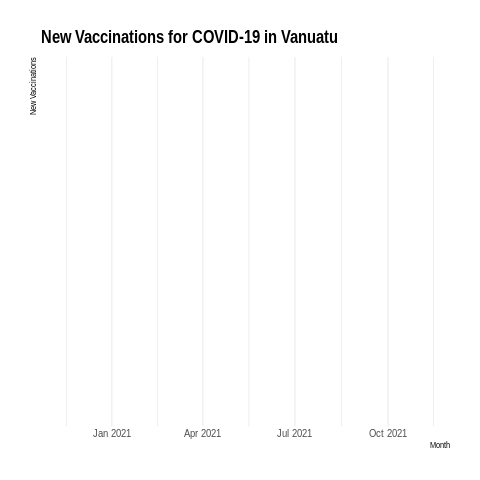 New Vaccinations for COVID-19 in Vanuatu
New Vaccinations
Jan 2021 Apr 2021 Jul 2021 Oct 2021
Month